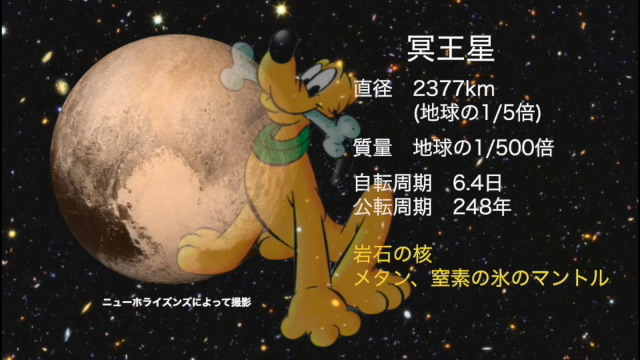 冥王星
直径 2377km
(地球の1/5倍)
質量 地球の1/500倍
自転周期 6.4日
公転周期 248年
岩石の核
メタン、窒素の氷のマントル
ニューホライズンズによって撮影